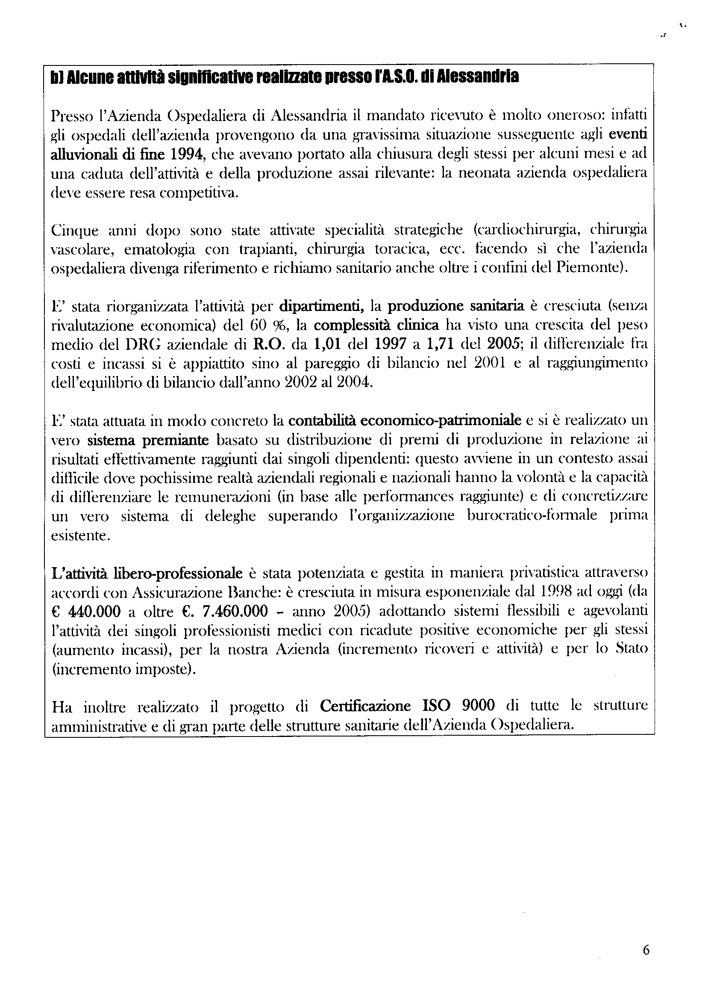 b) Alcune attività significative realizzate presso l'A.S.O. di Alessandria
Presso l'Azienda Ospedaliera di Alessandria il mandato ricevuto è molto oneroso: infatti
gli ospedali dell'azienda provengono da una gravissima situazione susseguente agli eventi
alluvionali di fine 1994, che avevano portato alla chiusura degli stessi per alcuni mesi e ad
una caduta dell'attività e della produzione assai rilevante: la neonata azienda ospedaliera
deve essere resa competitiva.
Cinque anni dopo sono state attivate specialità strategiche (cardiochirurgia, chirurgia
vascolare, ematologia con trapianti, chirurgia toracica, ecc. facendo sì che l'azienda
ospedaliera divenga riferimento e richiamo sanitario anche oltre i confini del Piemonte).
E' stata riorganizzata l'attività per dipartimenti, la produzione sanitaria è cresciuta (senza
rivalutazione economica) del 60 %, la complessità clinica ha visto una crescita del peso
medio del DRG aziendale di R.O. da 1,01 del 1997 a 1,71 del 2005; il differenziale fra
costi e incassi si è appiattito sino al pareggio di bilancio nel 2001 e al raggiungimento
dell'equilibrio di bilancio dall'anno 2002 al 2004.
E' stata attuata in modo concreto la contabilità economico-patrimoniale e si è realizzato un
vero sistema premiante basato su distribuzione di premi di produzione in relazione ai
risultati effettivamente raggiunti dai singoli dipendenti: questo avviene in un contesto assai
difficile dove pochissime realtà aziendali regionali e nazionali hanno la volontà e la capacità
di differenziare le remunerazioni (in base alle performances raggiunte) e di concretizzare
un vero sistema di deleghe superando l'organizzazione burocratico-formale prima
esistente.
L'attività libero-professionale è stata potenziata e gestita in maniera privatistica attraverso
accordi con Assicurazione Banche: è cresciuta in misura esponenziale dal 1998 ad oggi (da
€ 440.000 a oltre €. 7.460.000 - anno 2005) adottando sistemi flessibili e agevolanti
l'attività dei singoli professionisti medici con ricadute positive economiche per gli stessi
(aumento incassi), per la nostra Azienda (incremento ricoveri e attività) e per lo Stato
(incremento imposte).
Ha inoltre realizzato il progetto di Certificazione ISO 9000 di tutte le strutture
amministrative e di gran parte delle strutture sanitarie dell'Azienda Ospedaliera.
6